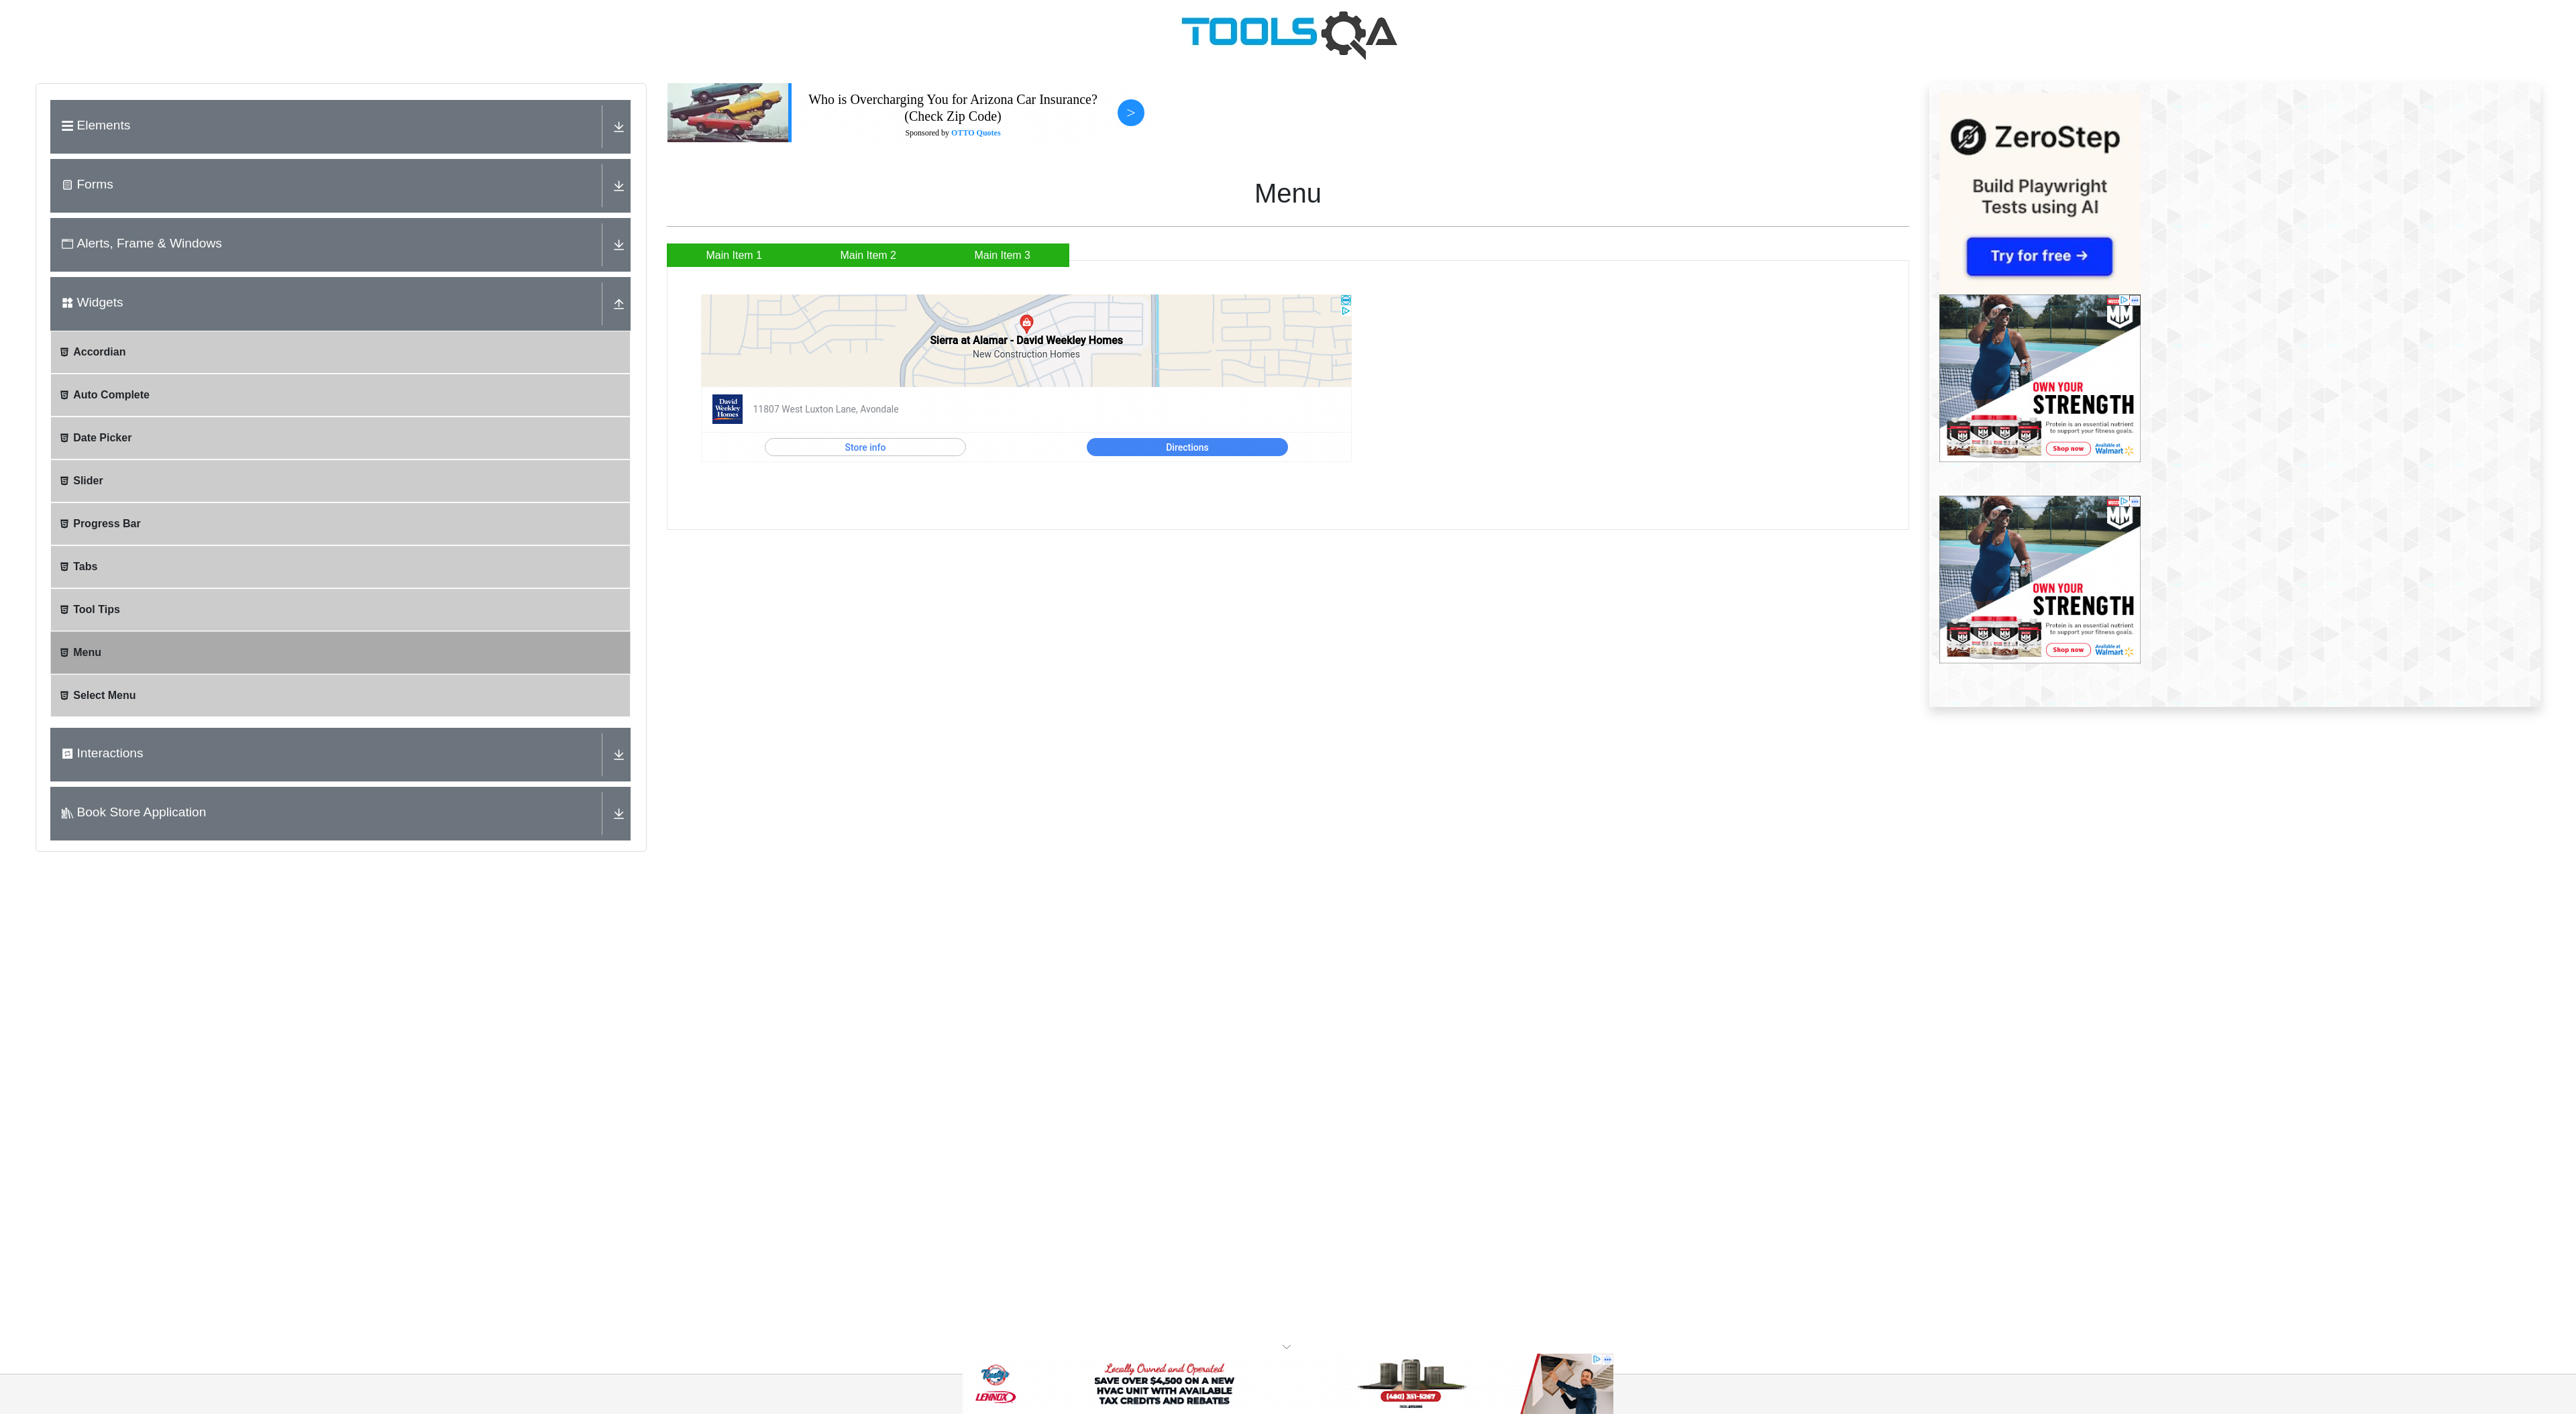 TOOLSQA
Elements
Forms
Alerts, Frame & Windows
Widgets
Accordian
Auto Complete
Date Picker
Slider
Progress Bar
Tabs
Tool Tips
Menu
Select Menu
Interactions
Book Store Application
Who is Overcharging You for Arizona Car Insurance?
(Check Zip Code)
Sponsored by OTTO Quotes
>
Menu
Main Item 1
Main Item 2
Main Item 3
Sierra at Alamar - David Weekley Homes
New Construction Homes
David
Weekley
Homes
11807 West Luxton Lane, Avondale
Store info
Directions
ZeroStep
Build Playwright
Tests using AI
Try for free →
MM
OWN YOUR
STRENGTH
Protein is an essential nutrient
to support your fitness goals.
Shop now
Available at
Walmart
MM
OWN YOUR
STRENGTH
Protein is an essential nutrient
to support your fitness goals.
Shop now
Available at
Walmart
LENNOX
Locally Owned and Operated
SAVE OVER $4,500 ON A NEW
HVAC UNIT WITH AVAILABLE
TAX CREDITS AND REBATES
(480) 351-5267